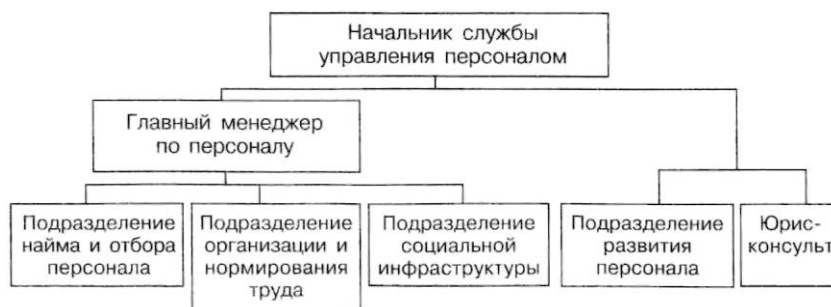 Начальник службы
управления персоналом
Главный менеджер
по персоналу
Подразделение
найма и отбора
персонала
Подразделение
организации и
нормирования
труда
Подразделение
социальной
инфраструктуры
Подразделение
развития
персонала
Юрис-
консульт